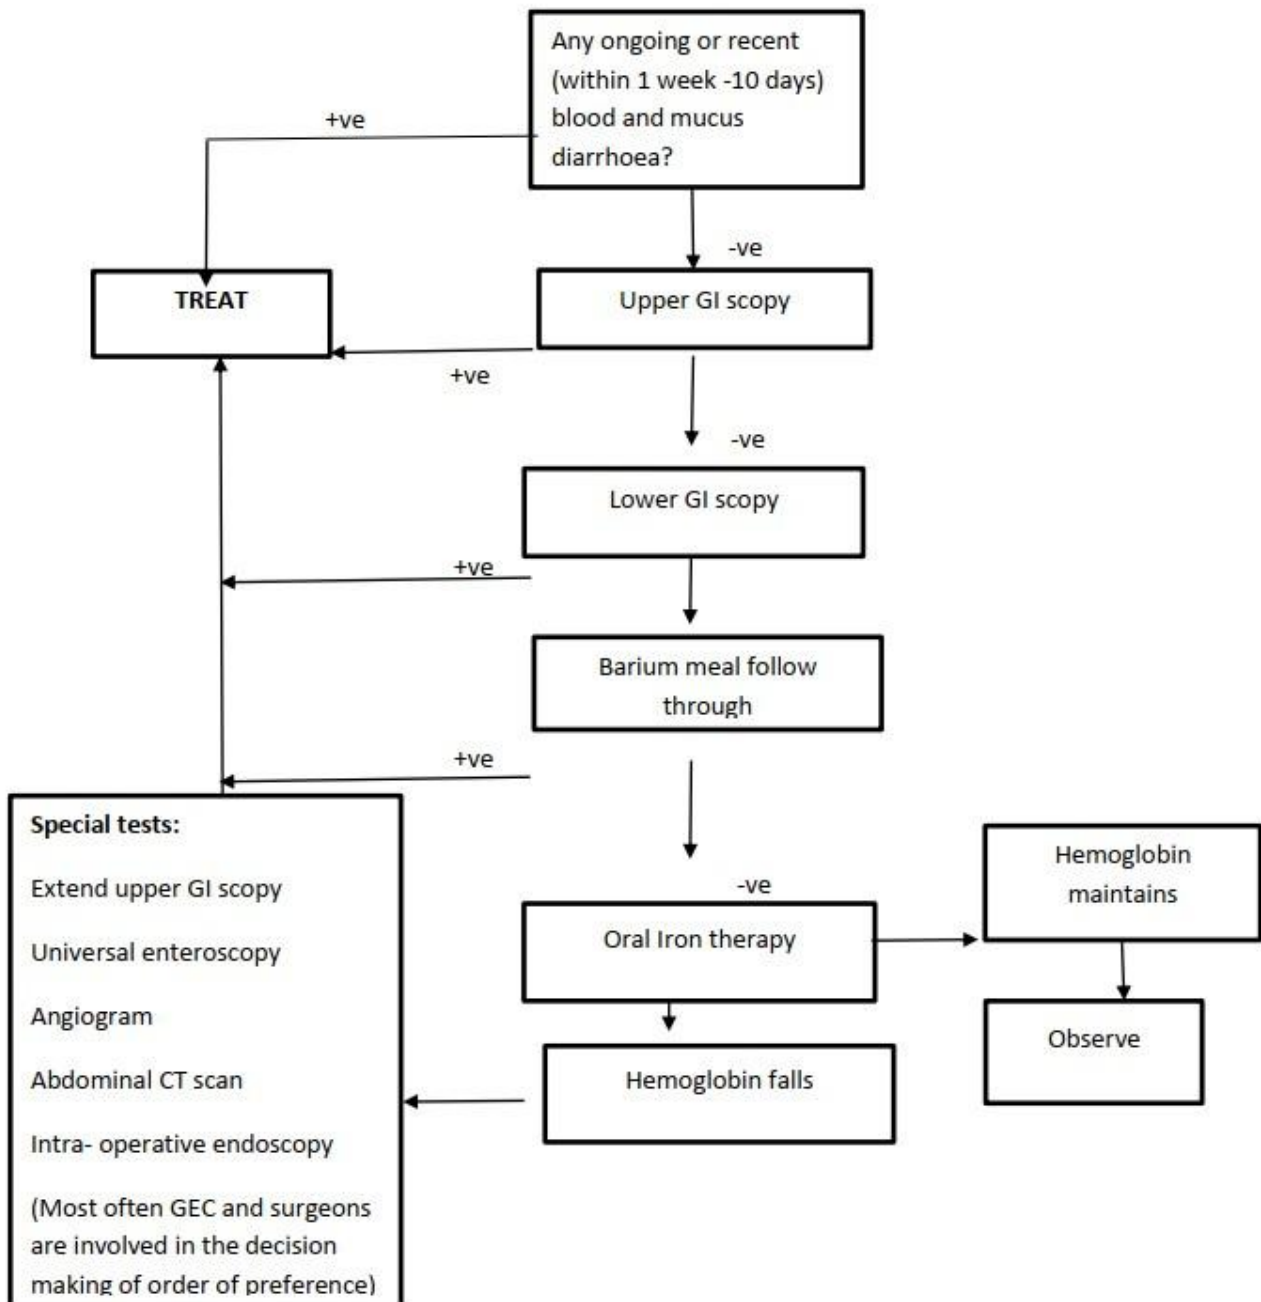 Any ongoing or recent
(within 1 week -10 days)
blood and mucus
diarrhoea?
+ve
-ve
TREAT
Upper GI scopy
+ve
-ve
Lower GI scopy
+ve
Barium meal follow
through
+ve
-ve
Special tests:
Extend upper GI scopy
Universal enteroscopy
Angiogram
Abdominal CT scan
Intra- operative endoscopy
(Most often GEC and surgeons
are involved in the decision
making of order of preference)
Oral Iron therapy
Hemoglobin
maintains
Observe
Hemoglobin falls